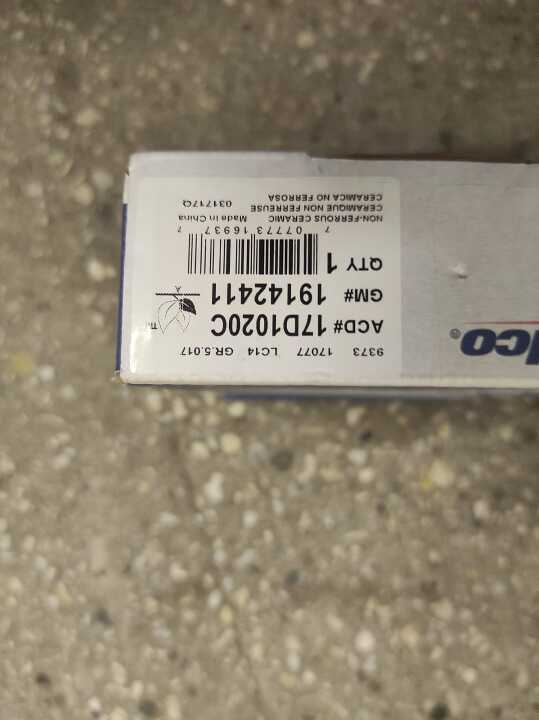 9373 17077 LC14 GR.5.017
ACD# 17D1020C
GM# 19142411
QTY 1
7 07773 16937 7
NON-FERROUS CERAMIC Made in China
CERAMIQUE NON FERREUSE
CERAMICA NO FERROSA 031717Q
lco®